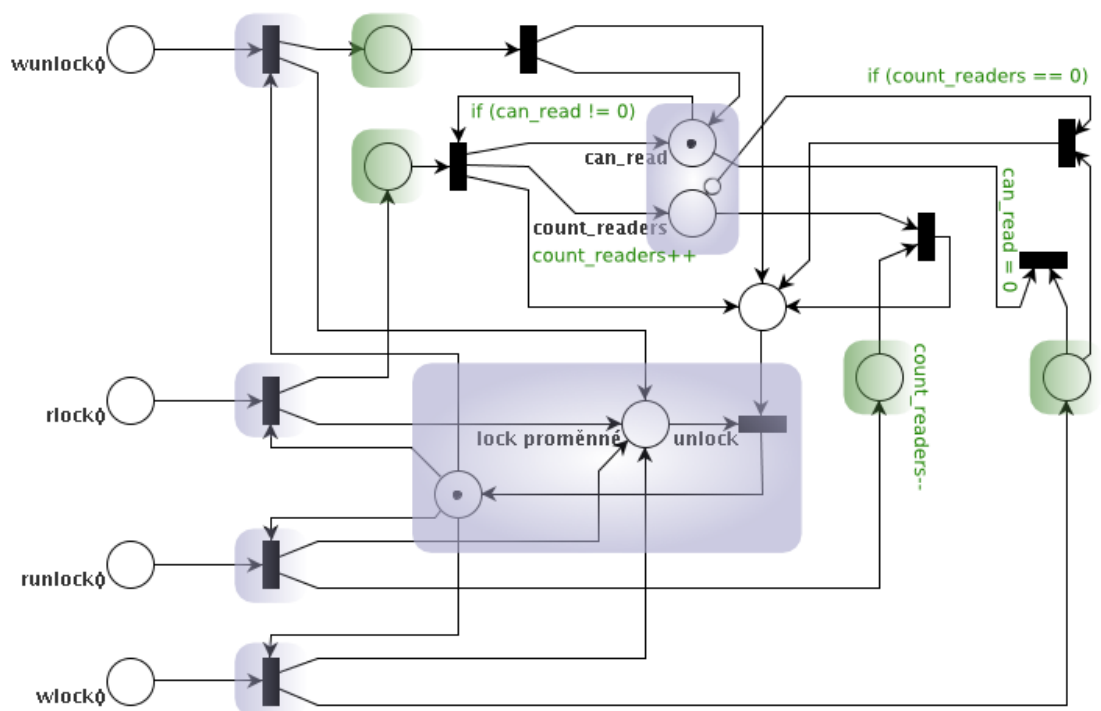 wunlock()
if (count_readers == 0)
if (can_read != 0)
can_read
can_read = 0
count_readers
count_readers++
count_readers--
rlock()
lock proměnné
unlock
runlock()
wlock()